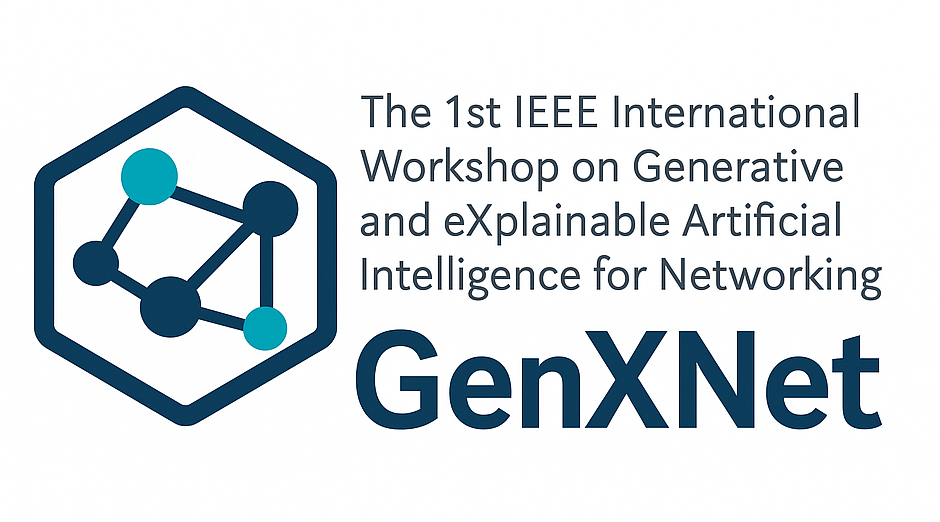 The 1st IEEE International
Workshop on Generative
and eXplainable Artificial
Intelligence for Networking
GenXNet